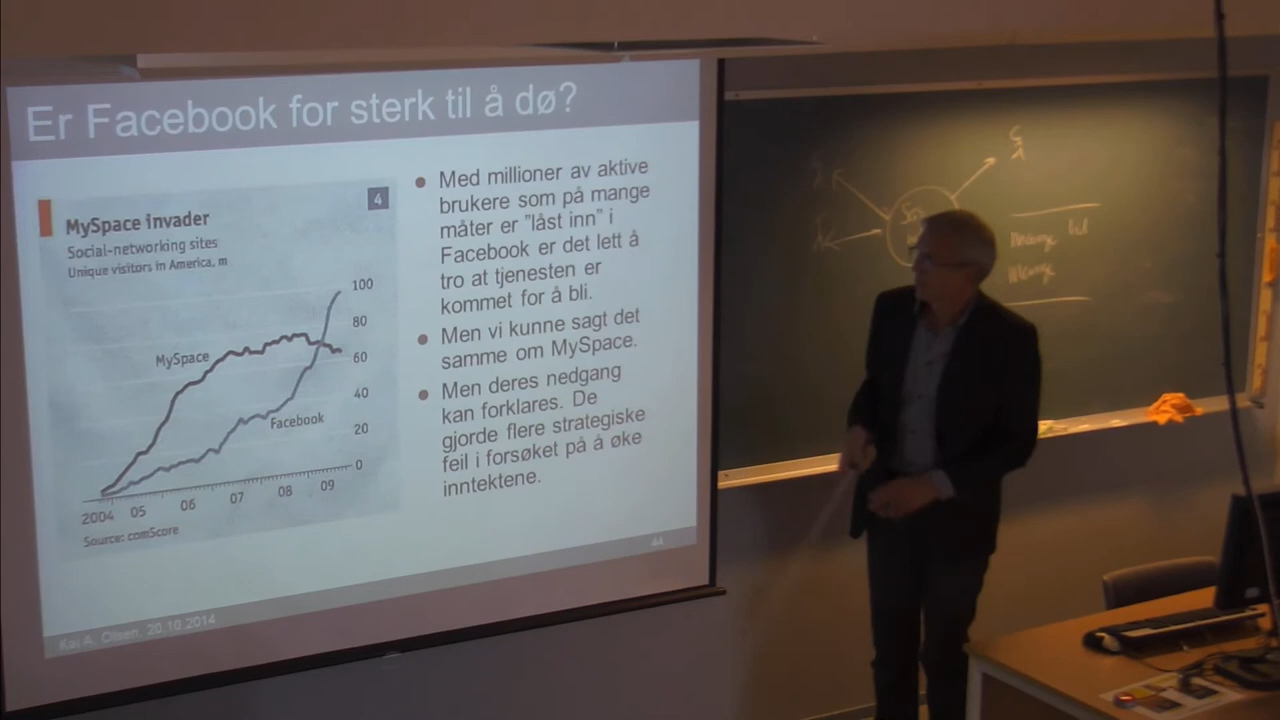 Er Facebook for sterk til å dø?
4
MySpace invader
Social-networking sites
Unique visitors in America, m
100
80
60
40
20
0
MySpace
Facebook
2004 05 06 07 08 09
Source: comScore
Med millioner av aktive
brukere som på mange
måter er "låst inn" i
Facebook er det lett å
tro at tjenesten er
kommet for å bli.
Men vi kunne sagt det
samme om MySpace.
Men deres nedgang
kan forklares. De
gjorde flere strategiske
feil i forsøket på å øke
inntektene.
44
Kai A. Olsen, 20.10.2014